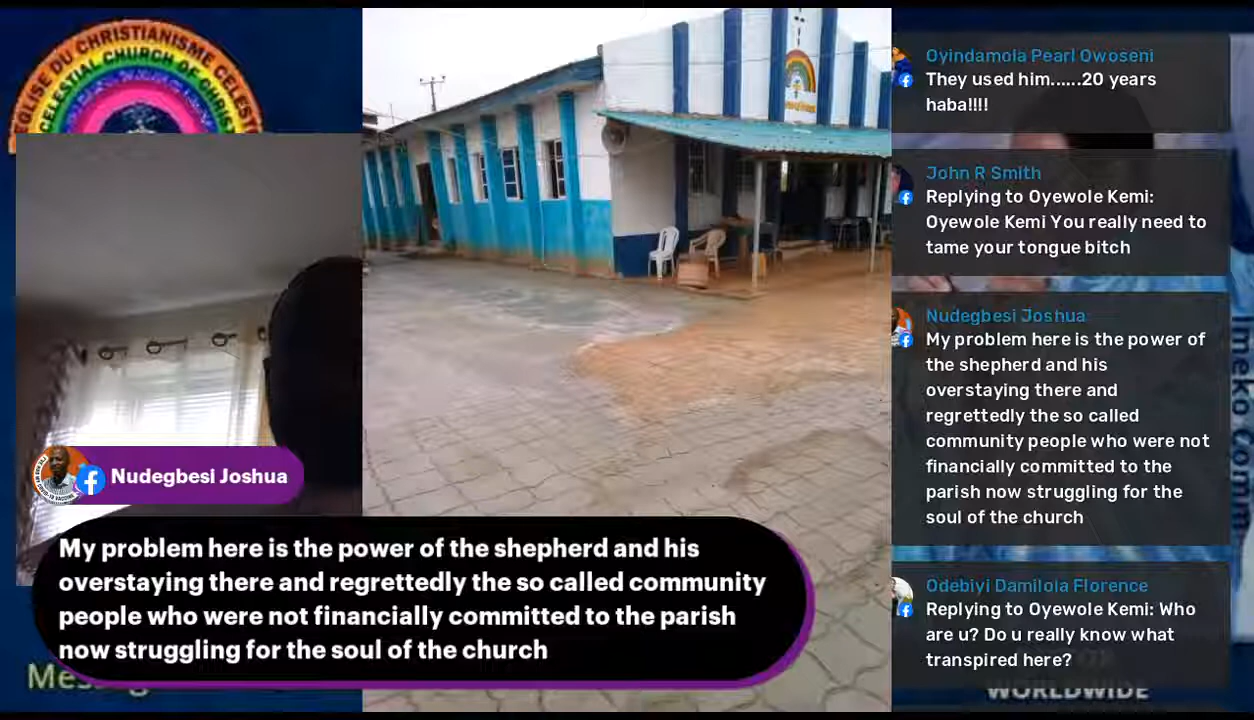 EGLISE DU CHRISTIANISME CELESTE
CELESTIAL CHURCH OF CHRIST
Nudegbesi Joshua
My problem here is the power of the shepherd and his
overstaying there and regrettedly the so called community
people who were not financially committed to the parish
now struggling for the soul of the church
Oyindamola Pearl Owoseni
They used him......20 years
haba!!!!
John R Smith
Replying to Oyewole Kemi:
Oyewole Kemi You really need to
tame your tongue bitch
Nudegbesi Joshua
My problem here is the power of
the shepherd and his
overstaying there and
regrettedly the so called
community people who were not
financially committed to the
parish now struggling for the
soul of the church
Odebiyi Damilola Florence
Replying to Oyewole Kemi: Who
are u? Do u really know what
transpired here?
WORLDWIDE